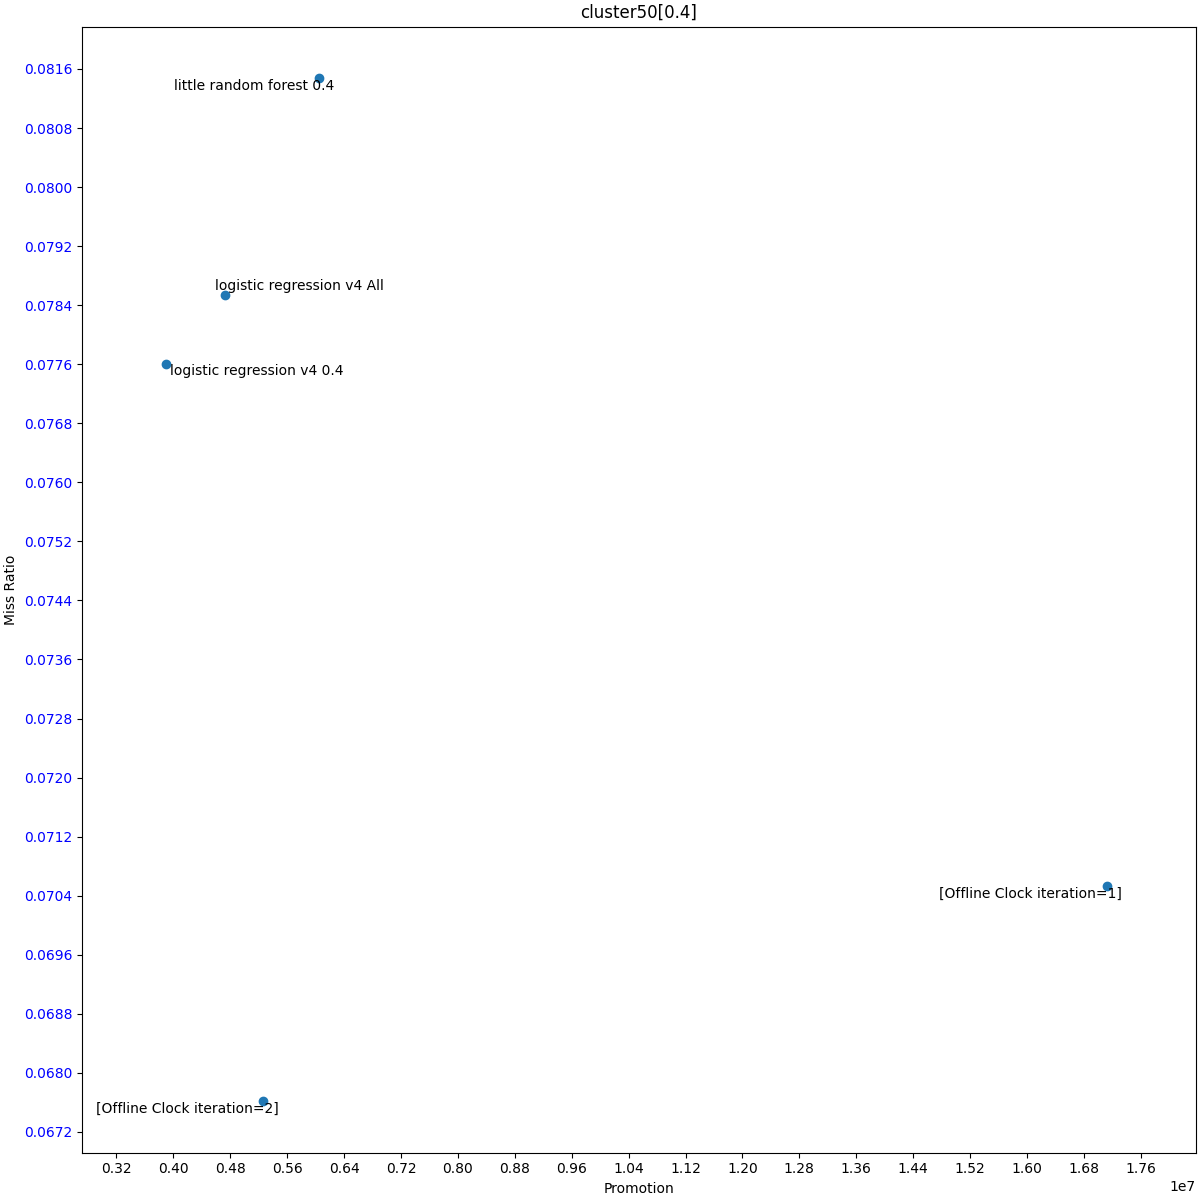 cluster50[0.4]
0.0816
little random forest 0.4
0.0808
0.0800
0.0792
logistic regression v4 All
0.0784
0.0776
logistic regression v4 0.4
0.0768
0.0760
0.0752
Miss Ratio
0.0744
0.0736
0.0728
0.0720
0.0712
[Offline Clock iteration=1]
0.0704
0.0696
0.0688
0.0680
[Offline Clock iteration=2]
0.0672
0.32 0.40 0.48 0.56 0.64 0.72 0.80 0.88 0.96 1.04 1.12 1.20 1.28 1.36 1.44 1.52 1.60 1.68 1.76
Promotion
1e7